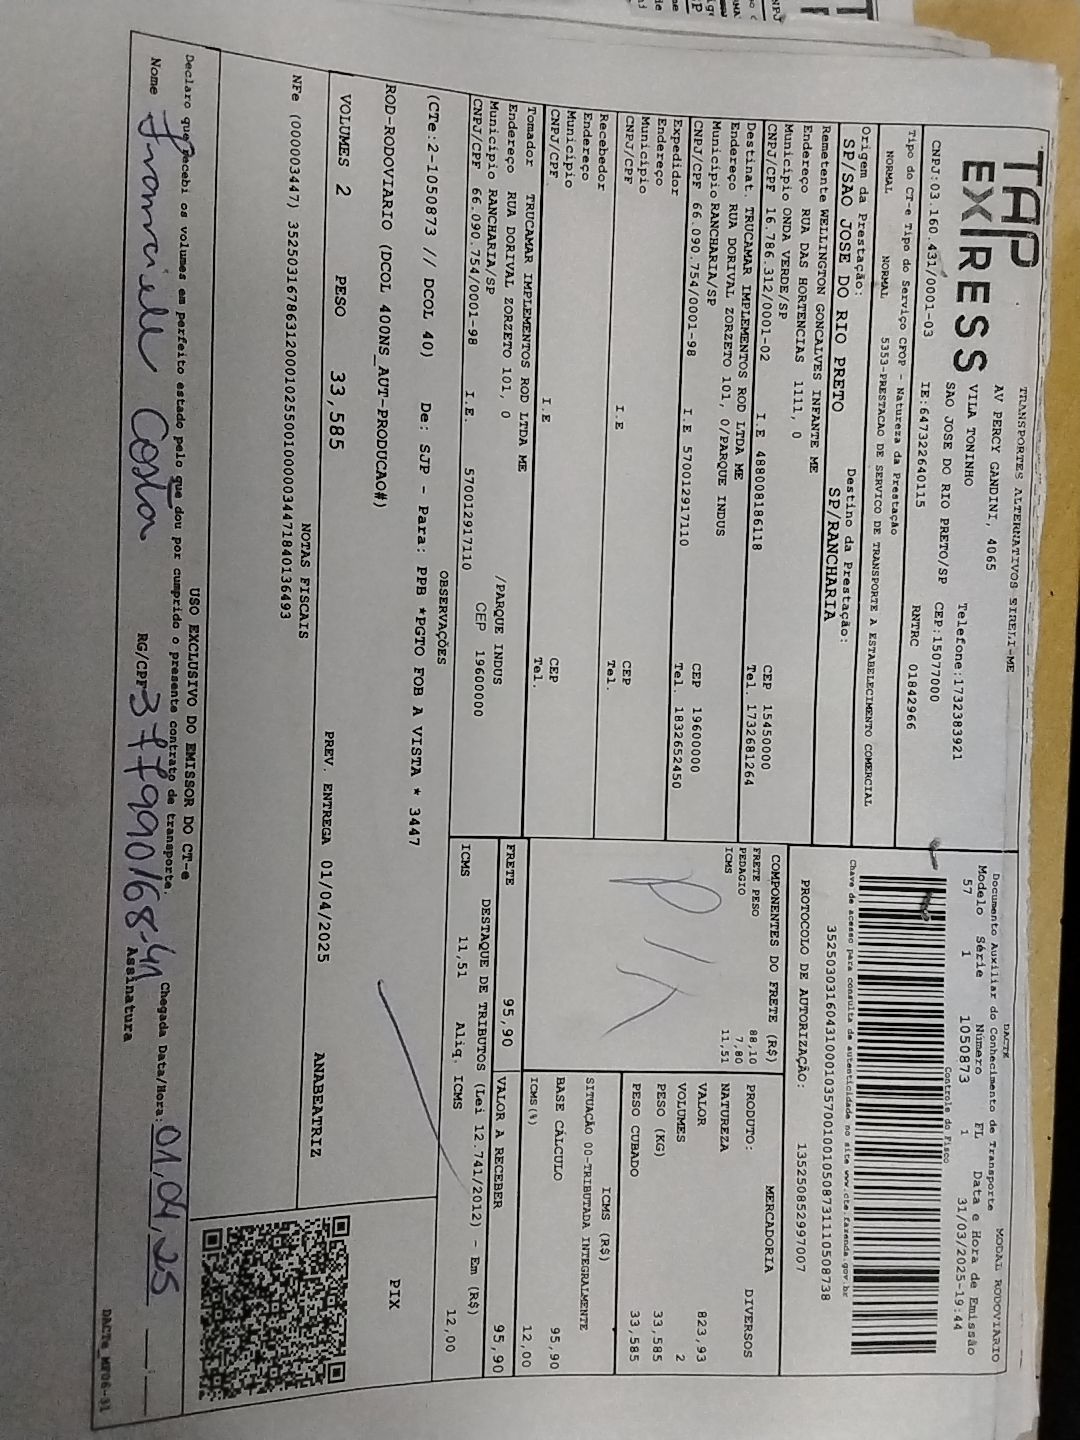 TAP
EXPRESS
TRANSPORTES ALTERNATIVOS EIRELI-ME
AV PERCY GANDINI, 4065
VILA TONINHO Telefone:1732383921
SAO JOSE DO RIO PRETO/SP CEP:15077000
CNPJ:03.160.431/0001-03 IE:647322640115 RNTRC 01842966
Tipo do CT-e Tipo do Serviço CFOP - Natureza da Prestação
NORMAL NORMAL 5353-PRESTACAO DE SERVICO DE TRANSPORTE A ESTABELECIMENTO COMERCIAL
Origem da Prestação: Destino da Prestação:
SP/SAO JOSE DO RIO PRETO SP/RANCHARIA
Remetente WELLINGTON GONCALVES INFANTE ME
Endereço RUA DAS HORTENCIAS 1111, 0
Município ONDA VERDE/SP CEP 15450000
CNPJ/CPF 16.786.312/0001-02 I.E 488008186118 Tel. 1732681264
Destinat. TRUCAMAR IMPLEMENTOS ROD LTDA ME
Endereço RUA DORIVAL ZORZETO 101, 0/PARQUE INDUS
Município RANCHARIA/SP CEP 19600000
CNPJ/CPF 66.090.754/0001-98 I.E 570012917110 Tel. 1832652450
Expedidor
Endereço
Município CEP
CNPJ/CPF I.E Tel.
Recebedor
Endereço
Município CEP
CNPJ/CPF I.E Tel.
Tomador TRUCAMAR IMPLEMENTOS ROD LTDA ME
Endereço RUA DORIVAL ZORZETO 101, 0 /PARQUE INDUS
Município RANCHARIA/SP CEP 19600000
CNPJ/CPF 66.090.754/0001-98 I.E. 570012917110
DACTE MODAL RODOVIÁRIO
Documento Auxiliar do Conhecimento de Transporte
Modelo Série Número FL Data e Hora de Emissão
57 1 1050873 1 31/03/2025-19:44
Controle do Fisco
Chave de acesso para consulta de autenticidade no site www.cte.fazenda.gov.br
35250303160431000103570010010508731110508738
PROTOCOLO DE AUTORIZAÇÃO: 135250852997007
COMPONENTES DO FRETE (R$)
FRETE PESO 88,10
PEDAGIO 7,80
ICMS 11,51
MERCADORIA
PRODUTO: DIVERSOS
NATUREZA
VALOR 823,93
VOLUMES 2
PESO (KG) 33,585
PESO CUBADO 33,585
ICMS (R$)
SITUAÇÃO 00-TRIBUTADA INTEGRALMENTE
BASE CÁLCULO 95,90
ICMS(%) 12,00
FRETE 95,90 VALOR A RECEBER 95,90
DESTAQUE DE TRIBUTOS (Lei 12.741/2012) - Em (R$)
ICMS 11,51 Aliq. ICMS 12,00
OBSERVAÇÕES
(CTe:2-1050873 // DCOL 40) De: SJP - Para: PPB *PGTO FOB A VISTA * 3447
ROD-RODOVIARIO (DCOL 400NS_AUT-PRODUCAO#)
PIX
VOLUMES 2 PESO 33,585 PREV. ENTREGA 01/04/2025 ANABEATRIZ
NOTAS FISCAIS
NFe (000003447) 35250316786312000102550010000034471840136493
USO EXCLUSIVO DO EMISSOR DO CT-e
Declaro que recebi os volumes em perfeito estado pelo que dou por cumprido o presente contrato de transporte.
Nome Costa RG/CPF 377990168-41 Assinatura Chegada Data/Hora: 01,04,25 __:__
DACTe_MP06-31